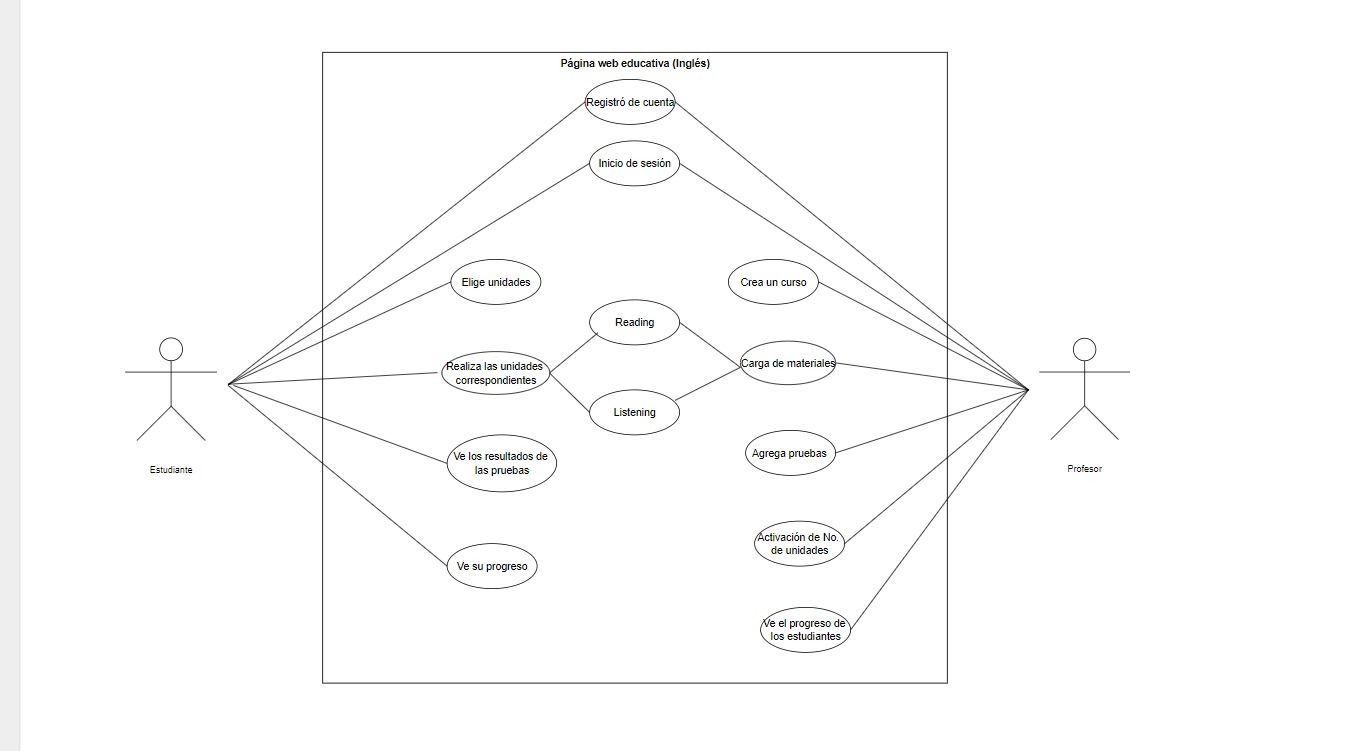 Página web educativa (Inglés)
Registró de cuenta
Inicio de sesión
Elige unidades
Crea un curso
Reading
Realiza las unidades
correspondientes
Carga de materiales
Listening
Ve los resultados de
las pruebas
Agrega pruebas
Estudiante
Profesor
Activación de No.
de unidades
Ve su progreso
Ve el progreso de
los estudiantes